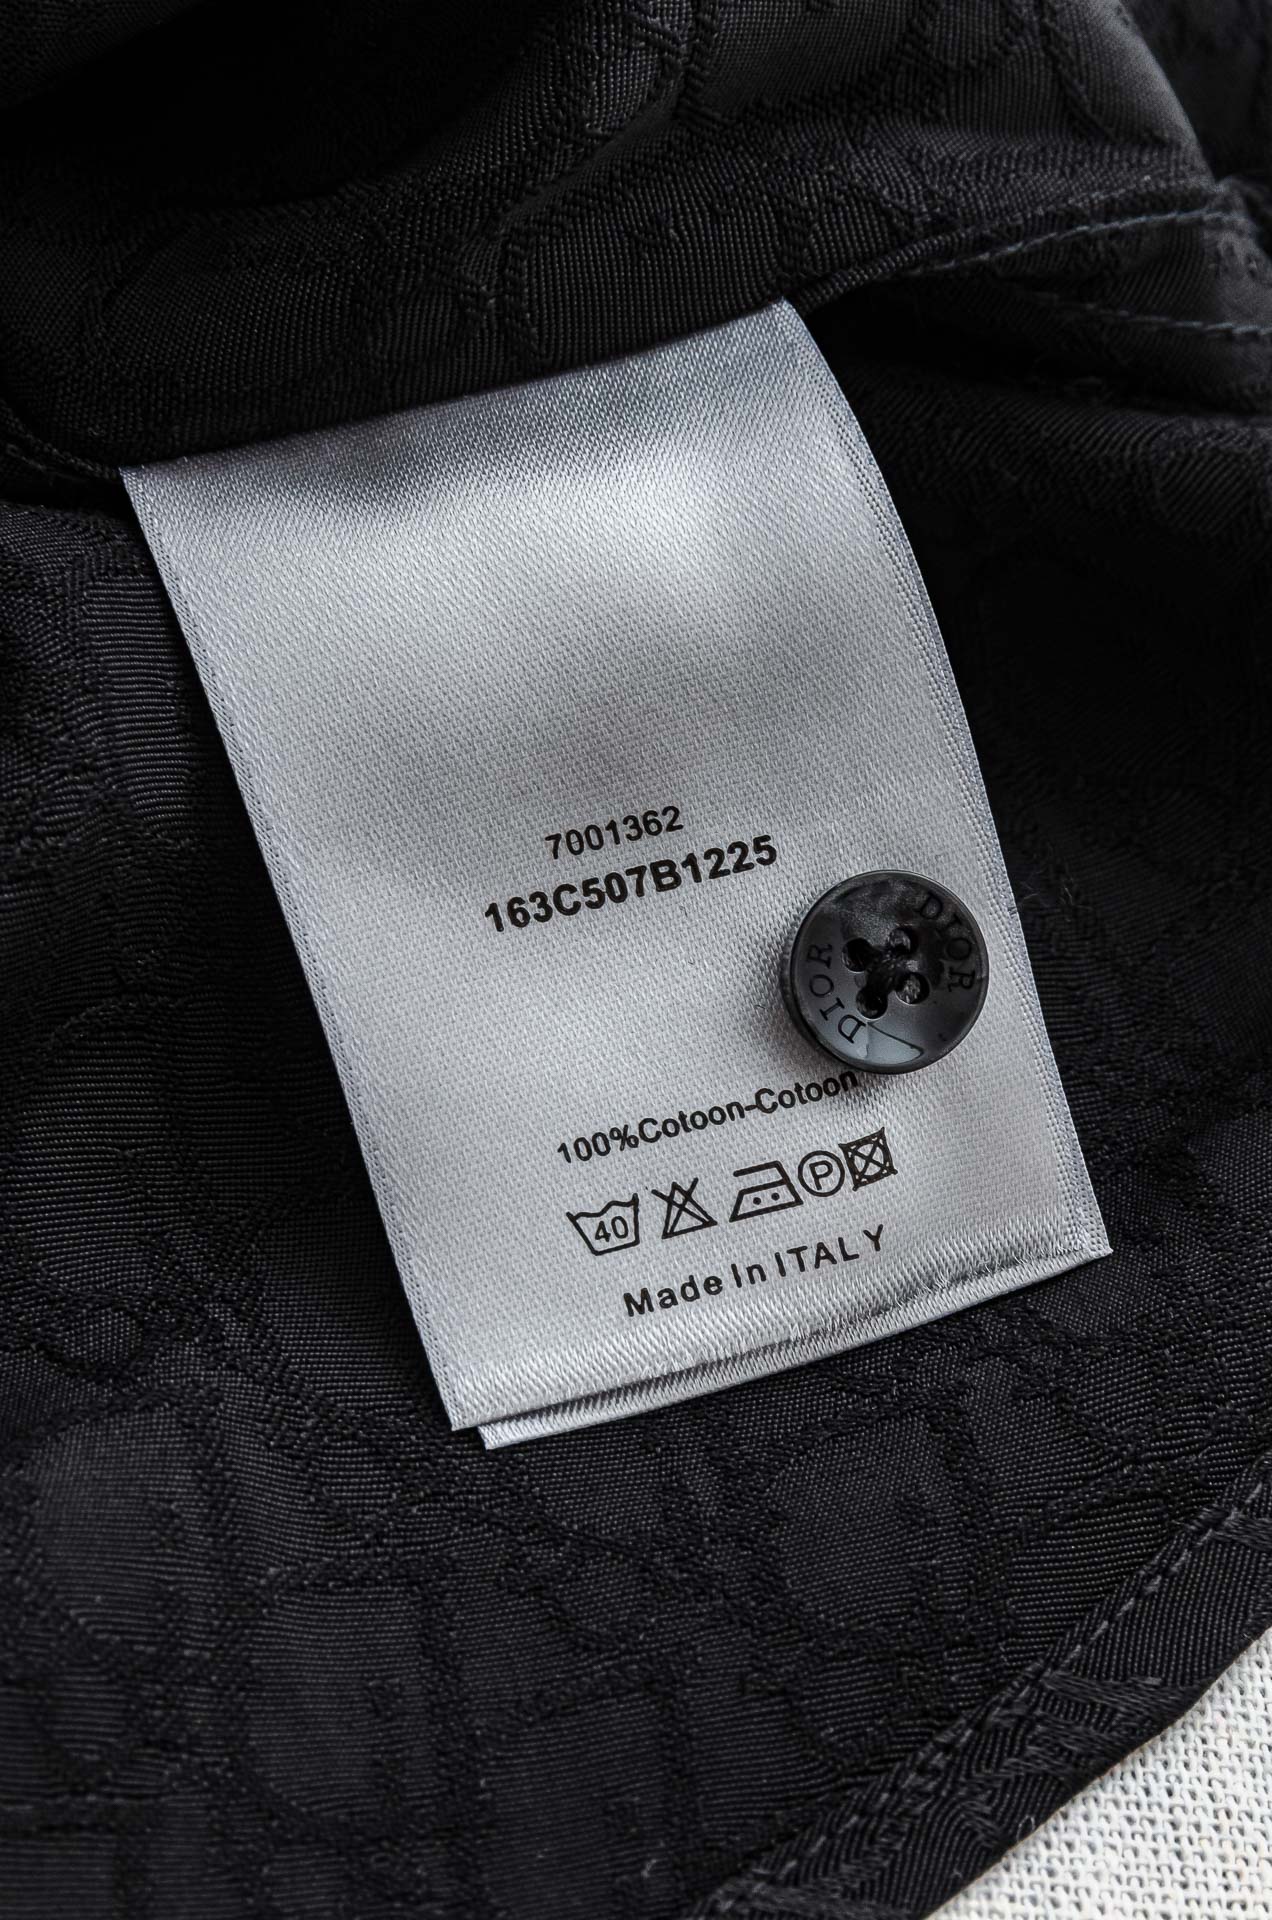 7001362
163C507B1225
DIOR
DIOR
100%Cotoon-Cotoon
40
P
Made In ITALY